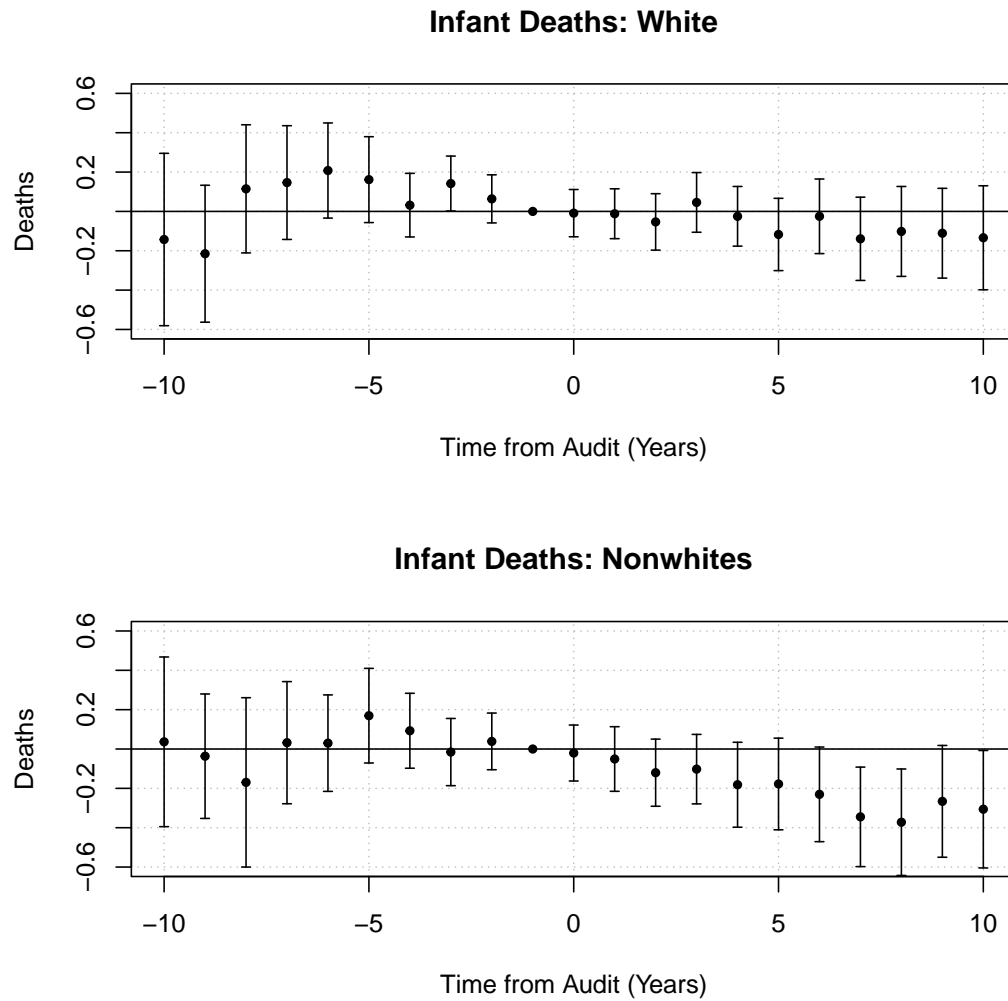 Infant Deaths: White
Deaths
0.6
0.2
−0.2
−0.6
−10 −5 0 5 10
Time from Audit (Years)
Infant Deaths: Nonwhites
Deaths
0.6
0.2
−0.2
−0.6
−10 −5 0 5 10
Time from Audit (Years)